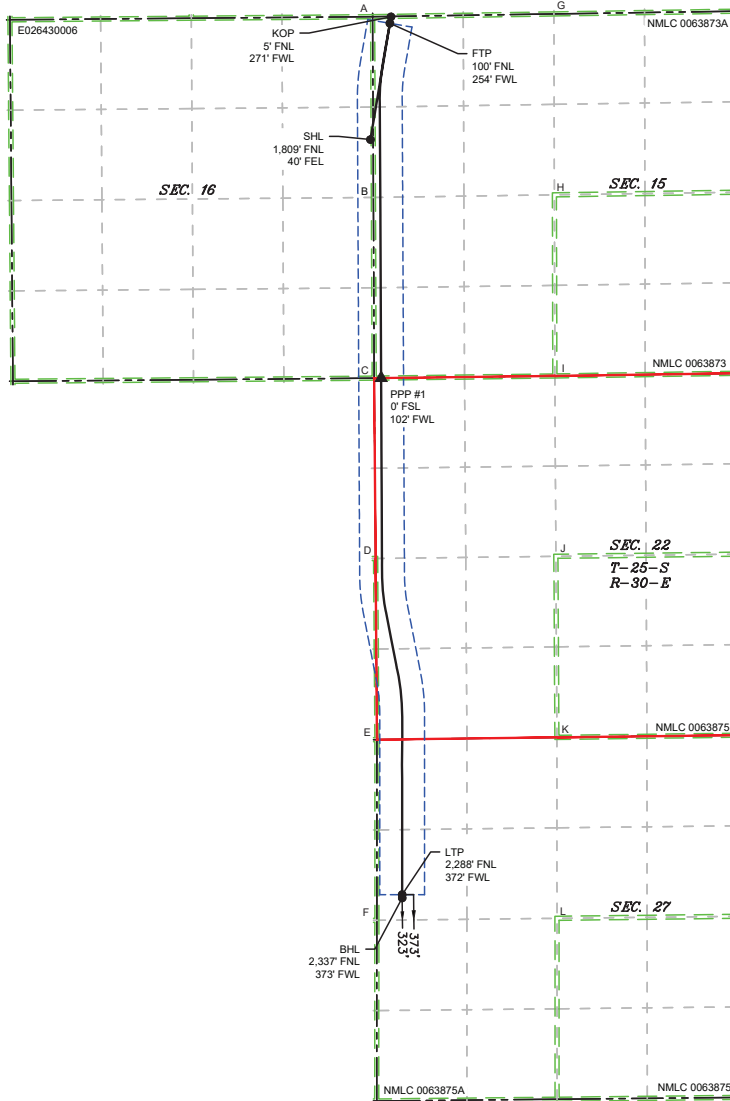 A
G
E026430006
NMLC 0063873A
KOP
5' FNL
271' FWL
FTP
100' FNL
254' FWL
SHL
1,809' FNL
40' FEL
SEC. 16
B
H
SEC. 15
C
I
NMLC 0063873
PPP #1
0' FSL
102' FWL
D
J
SEC. 22
T-25-S
R-30-E
E
K
NMLC 0063875
LTP
2,288' FNL
372' FWL
F
L
SEC. 27
373'
323'
BHL
2,337' FNL
373' FWL
NMLC 0063875A
NMLC 0063875